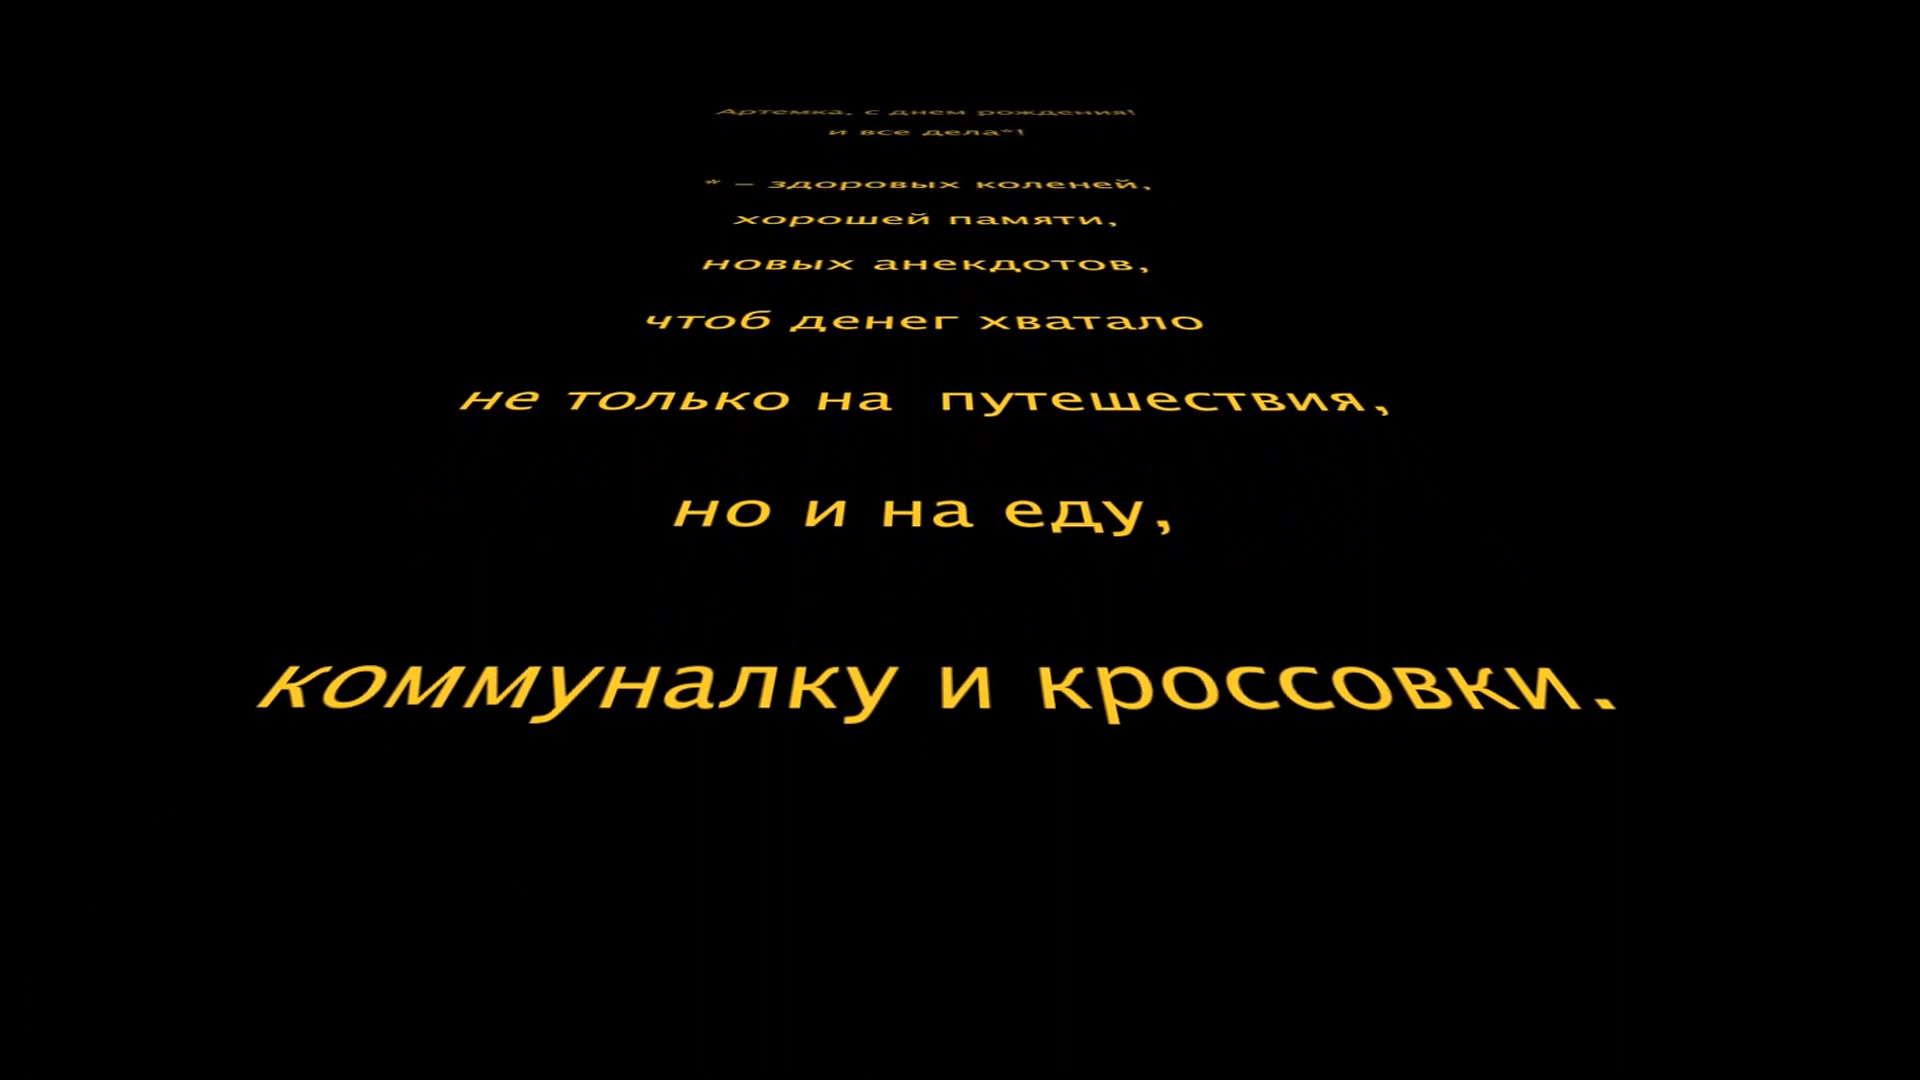 Артемка, с днем рождения!
и все дела*!
* – здоровых коленей,
хорошей памяти,
новых анекдотов,
чтоб денег хватало
не только на путешествия,
но и на еду,
коммуналку и кроссовки.